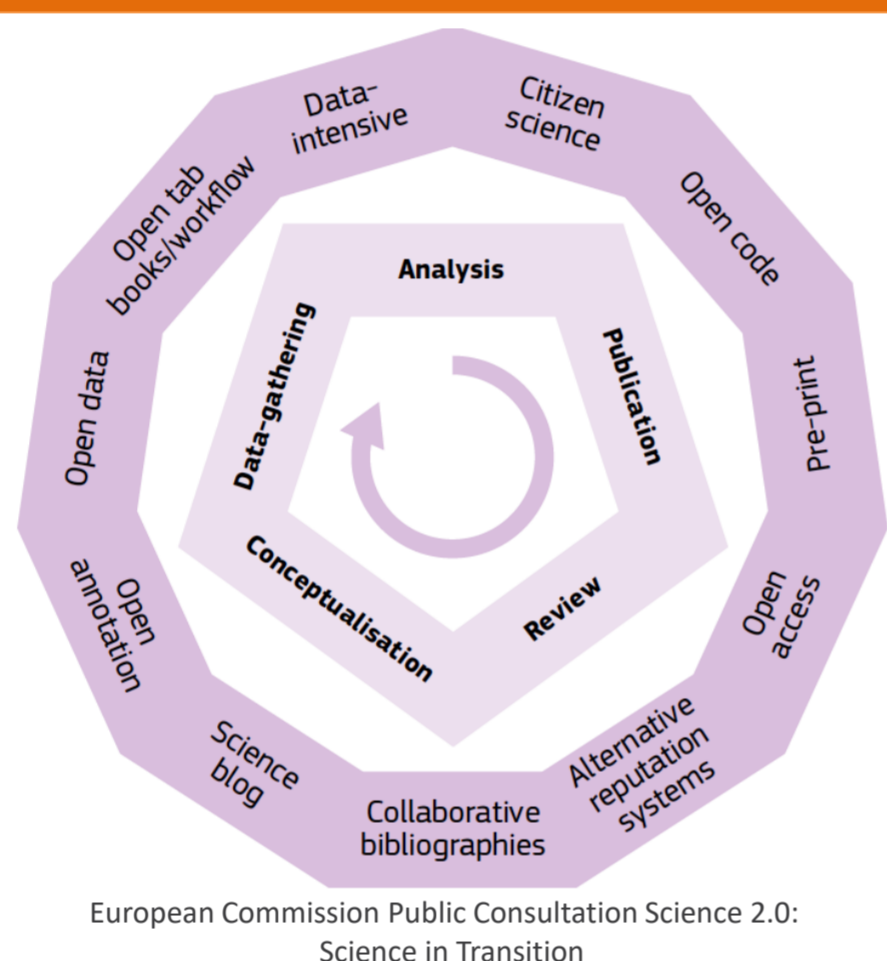 Data-
intensive
Citizen
science
Open code
Pre-print
Open
access
Alternative
reputation
systems
Collaborative
bibliographies
Science
blog
Open
annotation
Open data
Open tab
books/workflow
Analysis
Publication
Review
Conceptualisation
Data-gathering
European Commission Public Consultation Science 2.0:
Science in Transition